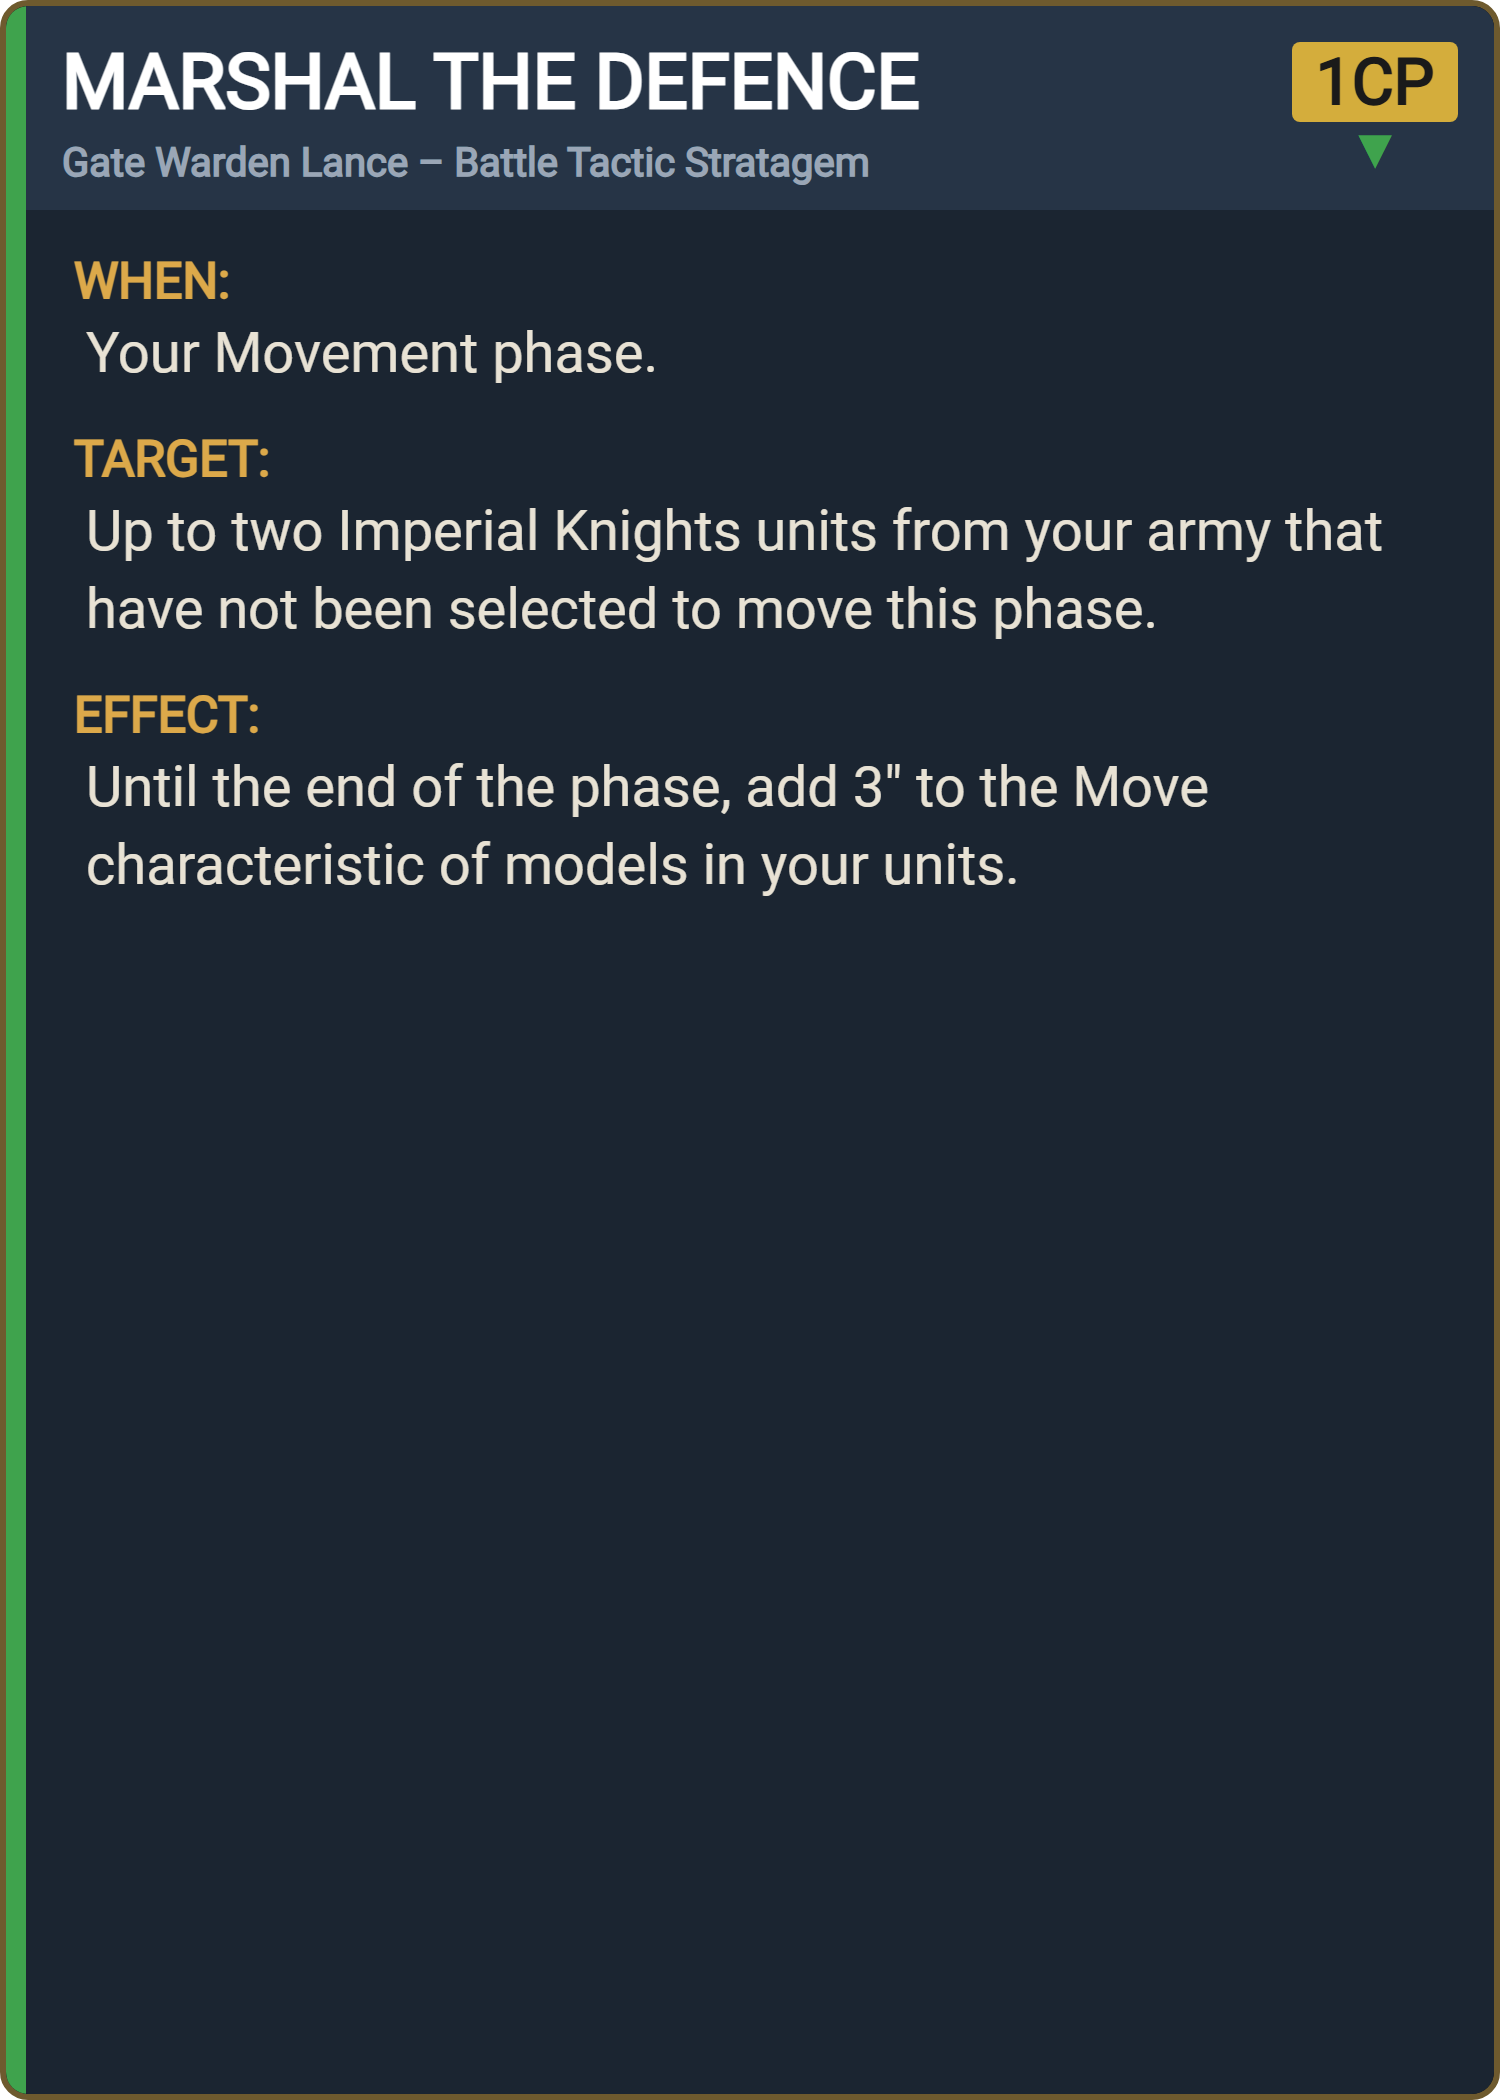 MARSHAL THE DEFENCE
1CP
Gate Warden Lance – Battle Tactic Stratagem
WHEN:
Your Movement phase.
TARGET:
Up to two Imperial Knights units from your army that
have not been selected to move this phase.
EFFECT:
Until the end of the phase, add 3" to the Move
characteristic of models in your units.